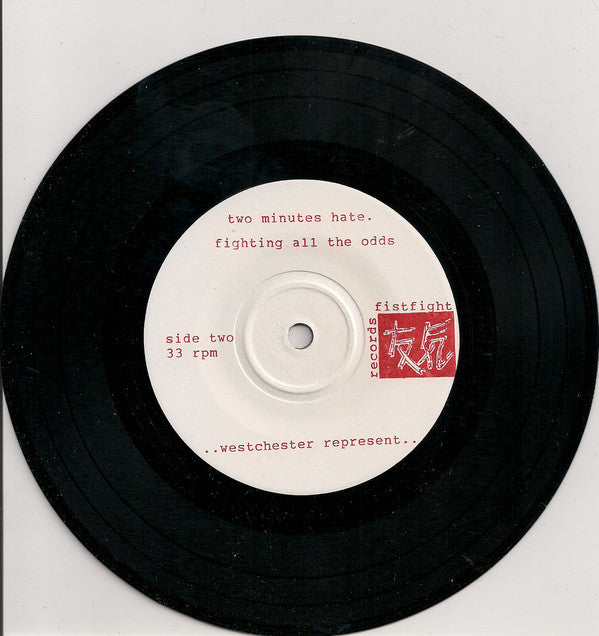 two minutes hate.
fighting all the odds
fistfight
records
side two
33 rpm
..westchester represent..